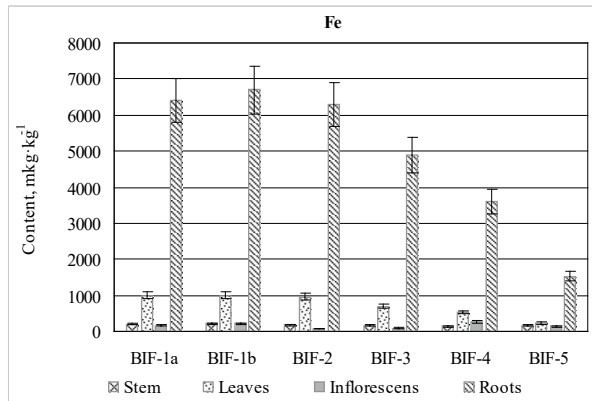 Fe
Content, mkg·kg-1
8000
7000
6000
5000
4000
3000
2000
1000
0
BIF-1a BIF-1b BIF-2 BIF-3 BIF-4 BIF-5
Stem Leaves Inflorescens Roots